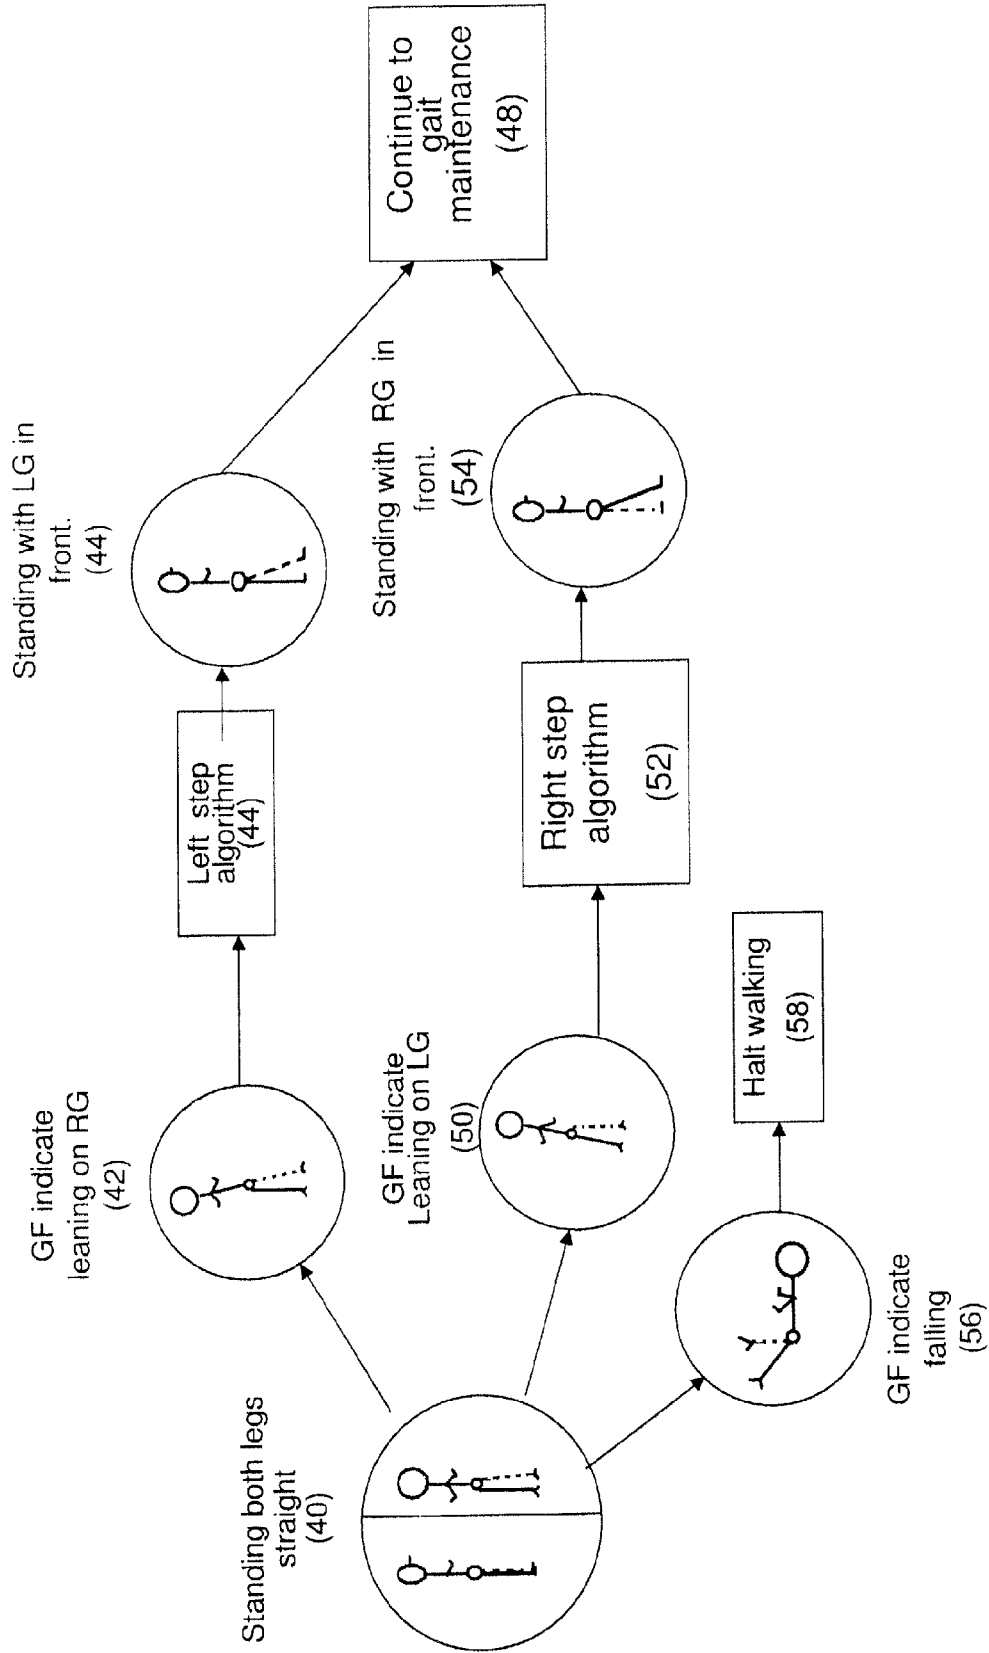 Standing both legs
straight
(40)
GF indicate
leaning on RG
(42)
Left step
algorithm
(44)
Standing with LG in
front.
(44)
Continue to
gait
maintenance
(48)
GF indicate
Leaning on LG
(50)
Right step
algorithm
(52)
Standing with RG in
front.
(54)
GF indicate
falling
(56)
Halt walking
(58)